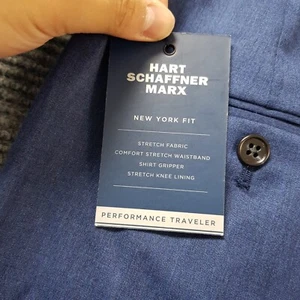 HART
SCHAFFNER
MARX
NEW YORK FIT
STRETCH FABRIC
COMFORT STRETCH WAISTBAND
SHIRT GRIPPER
STRETCH KNEE LINING
PERFORMANCE TRAVELER